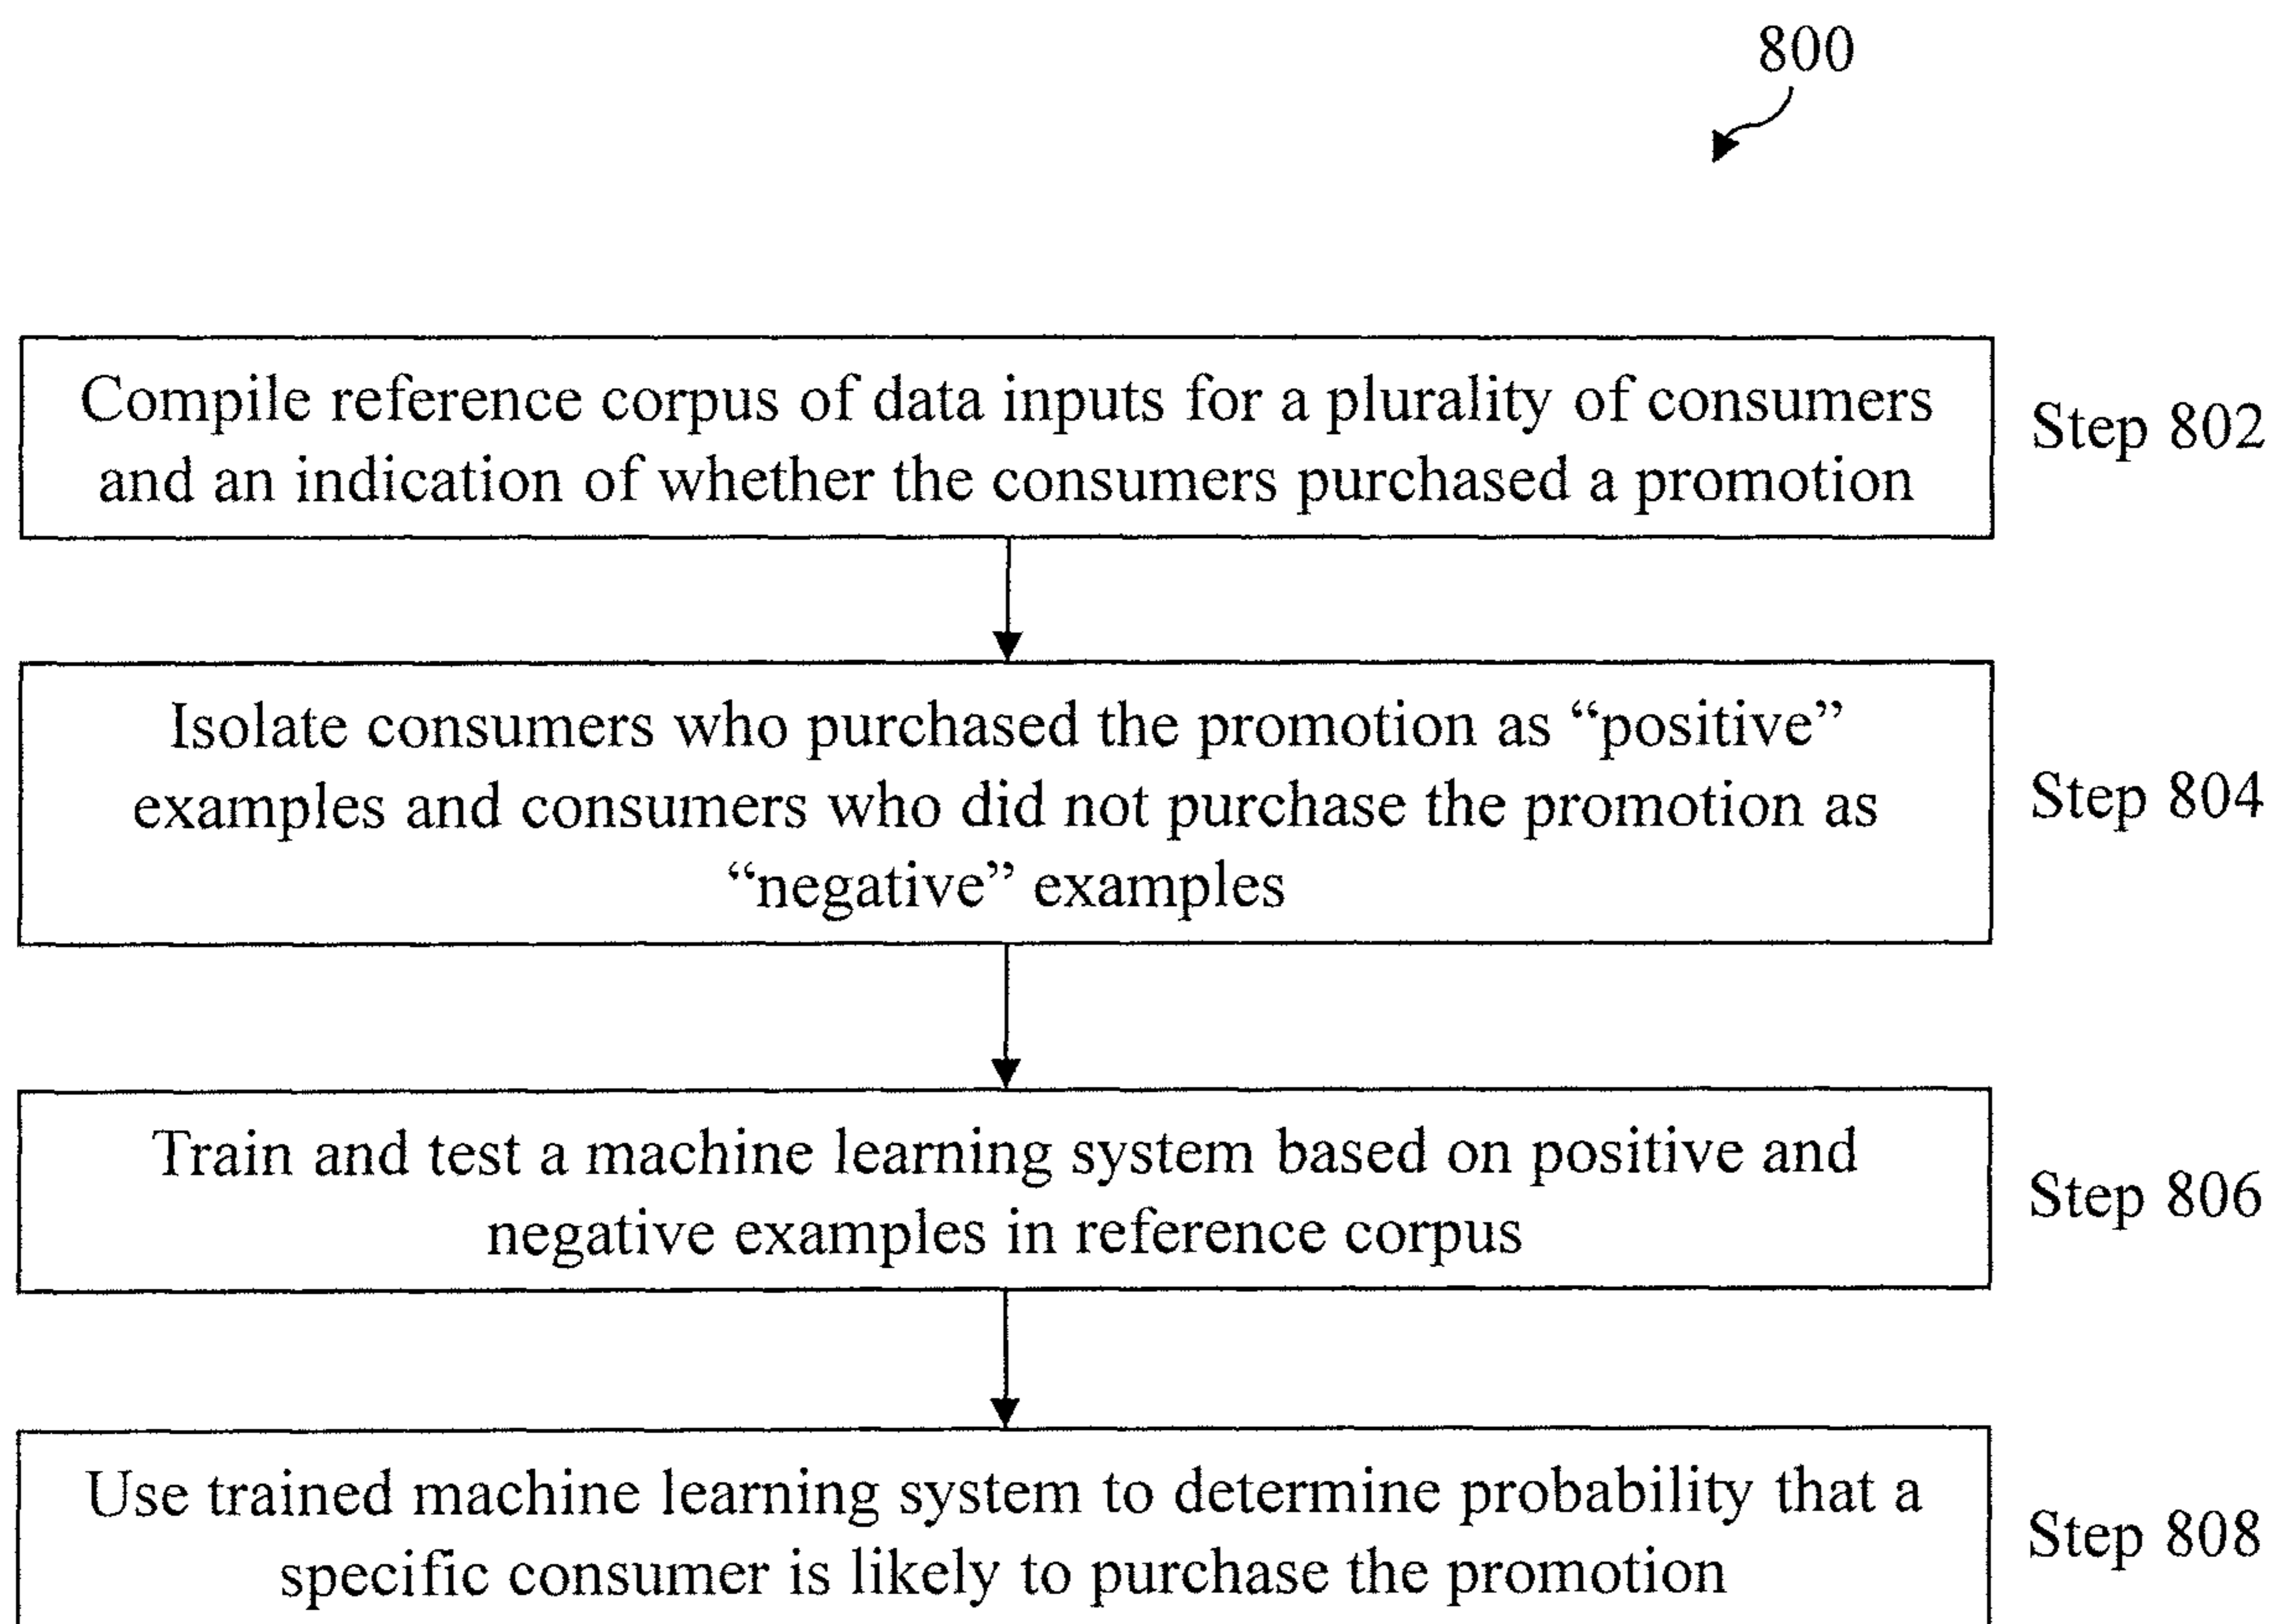 800
Compile reference corpus of data inputs for a plurality of consumers
and an indication of whether the consumers purchased a promotion
Step 802
Isolate consumers who purchased the promotion as “positive”
examples and consumers who did not purchase the promotion as
“negative” examples
Step 804
Train and test a machine learning system based on positive and
negative examples in reference corpus
Step 806
Use trained machine learning system to determine probability that a
specific consumer is likely to purchase the promotion
Step 808